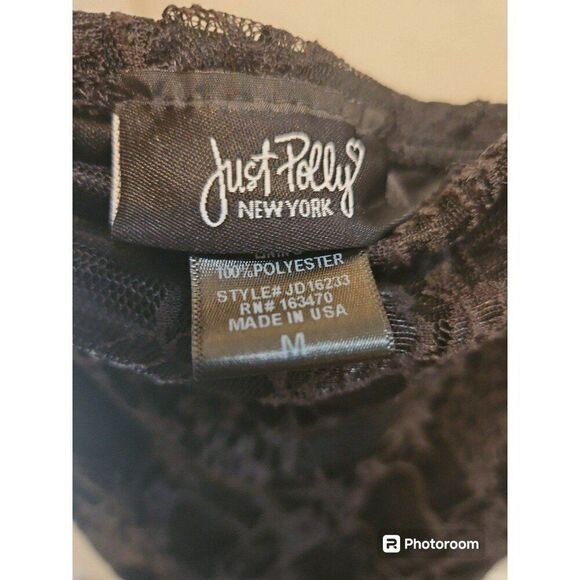 Just Polly
NEW YORK
100% POLYESTER
STYLE# JD16233
RN# 163470
MADE IN USA
M
Photoroom